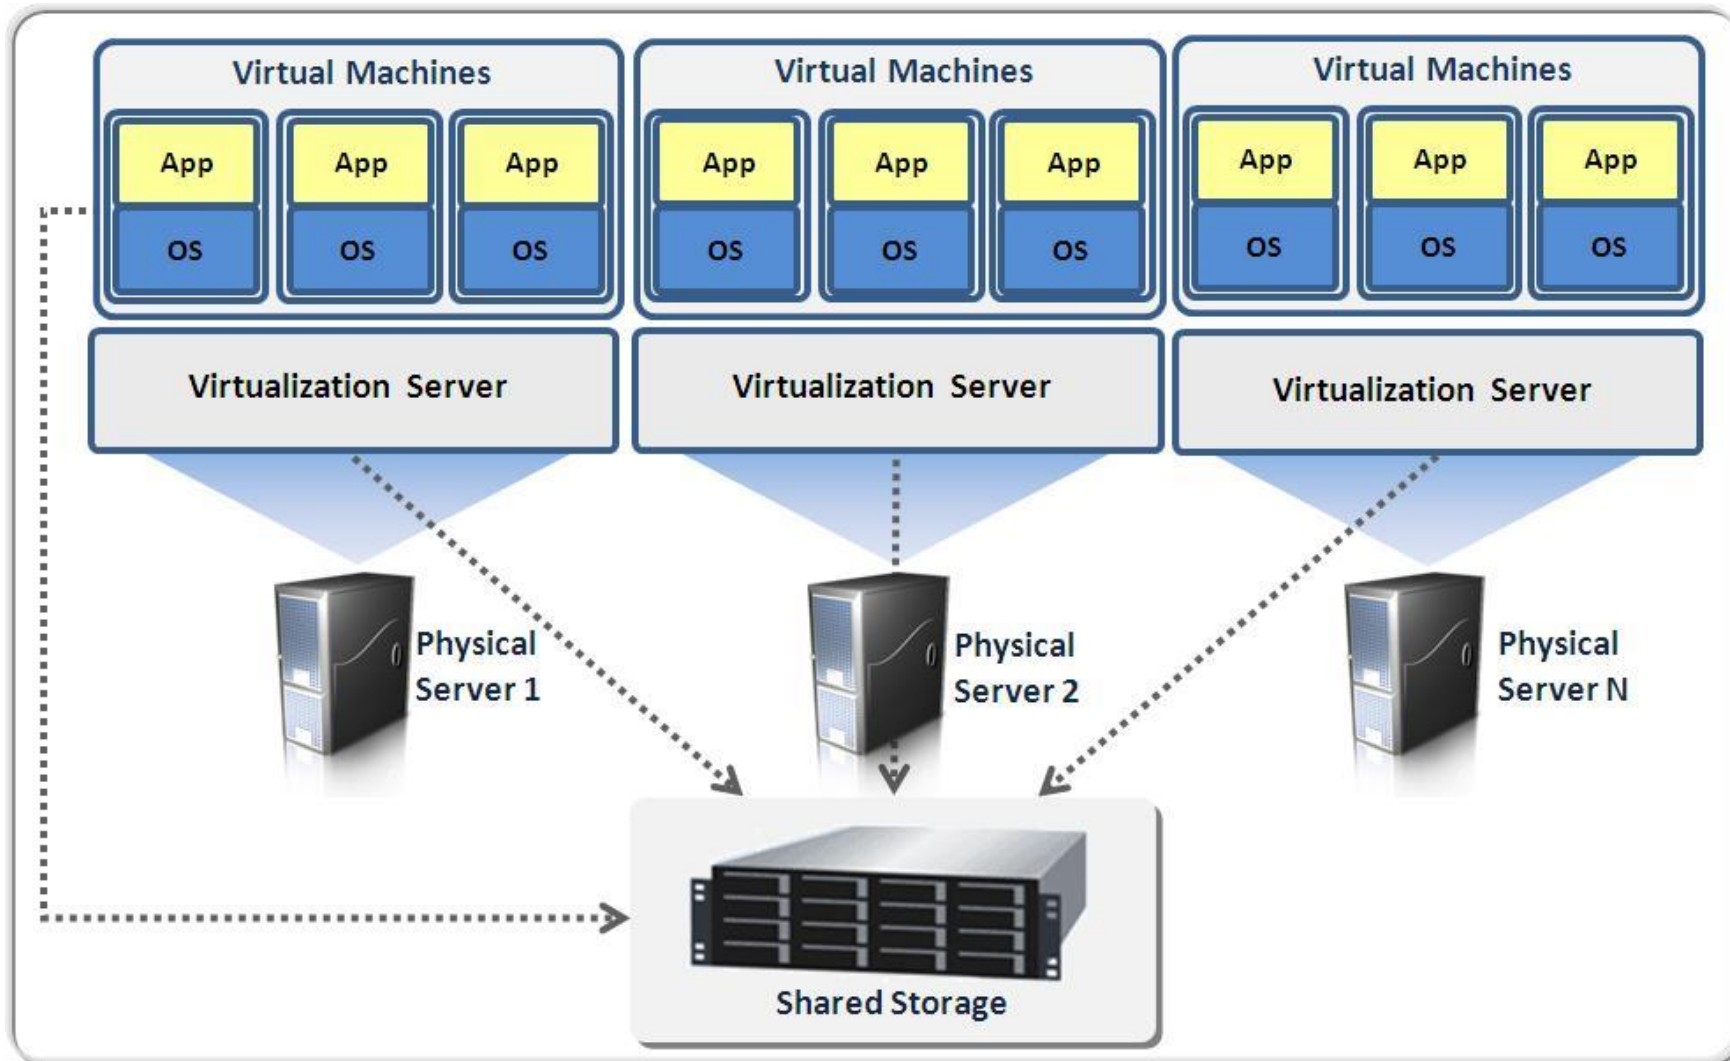 Virtual Machines
App App App
OS OS OS
Virtualization Server
Virtual Machines
App App App
OS OS OS
Virtualization Server
Virtual Machines
App App App
OS OS OS
Virtualization Server
Physical
Server 1
Physical
Server 2
Physical
Server N
Shared Storage